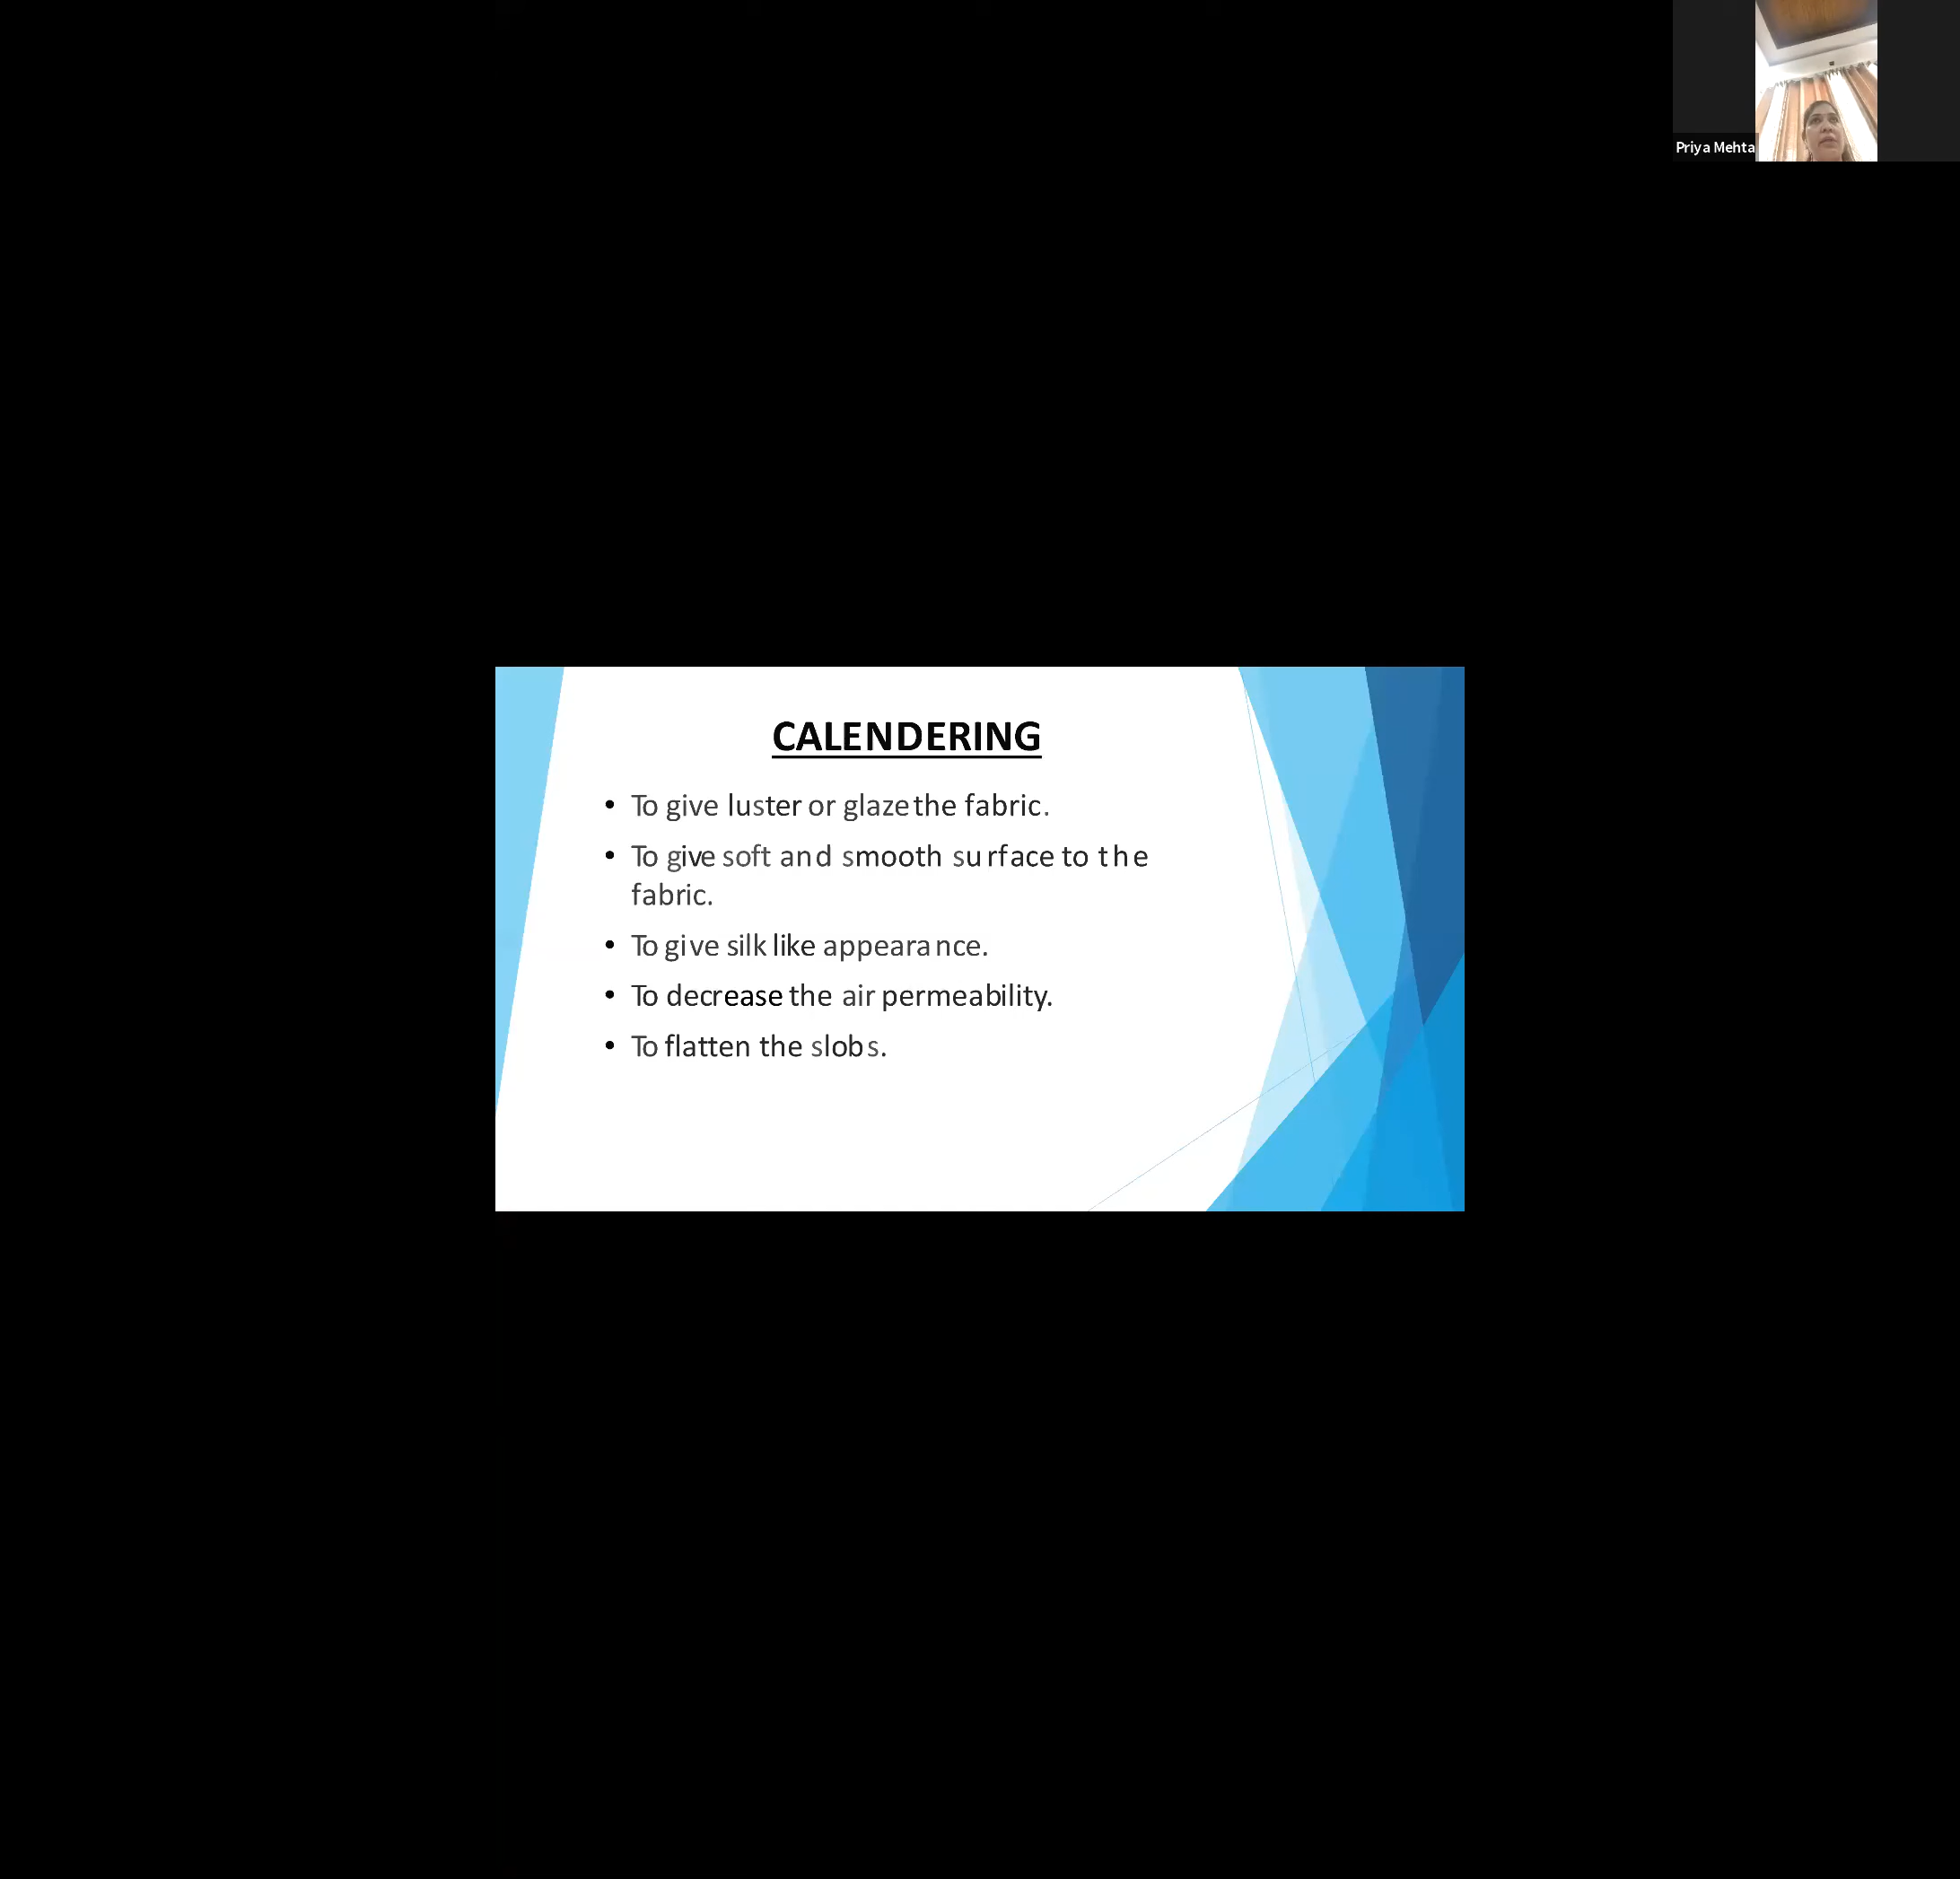 Priya Mehta
CALENDERING
• To give luster or glaze the fabric.
• To give soft and smooth surface to the
fabric.
• To give silk like appearance.
• To decrease the air permeability.
• To flatten the slobs.